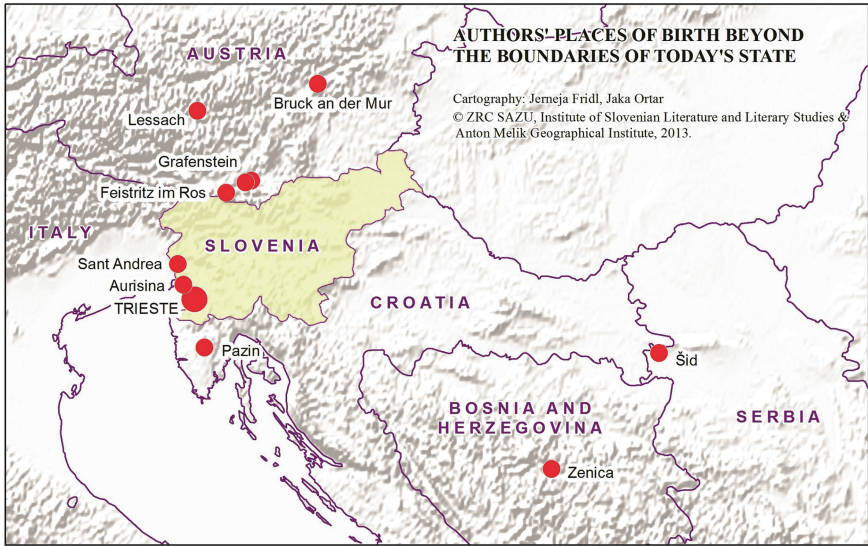 AUTHORS' PLACES OF BIRTH BEYOND
THE BOUNDARIES OF TODAY'S STATE
Cartography: Jerneja Fridl, Jaka Ortar
© ZRC SAZU, Institute of Slovenian Literature and Literary Studies &
Anton Melik Geographical Institute, 2013.
AUSTRIA
Bruck an der Mur
Lessach
Grafenstein
Feistritz im Ros
ITALY
SLOVENIA
Sant Andrea
Aurisina
TRIESTE
CROATIA
Pazin
Šid
BOSNIA AND
HERZEGOVINA
SERBIA
Zenica